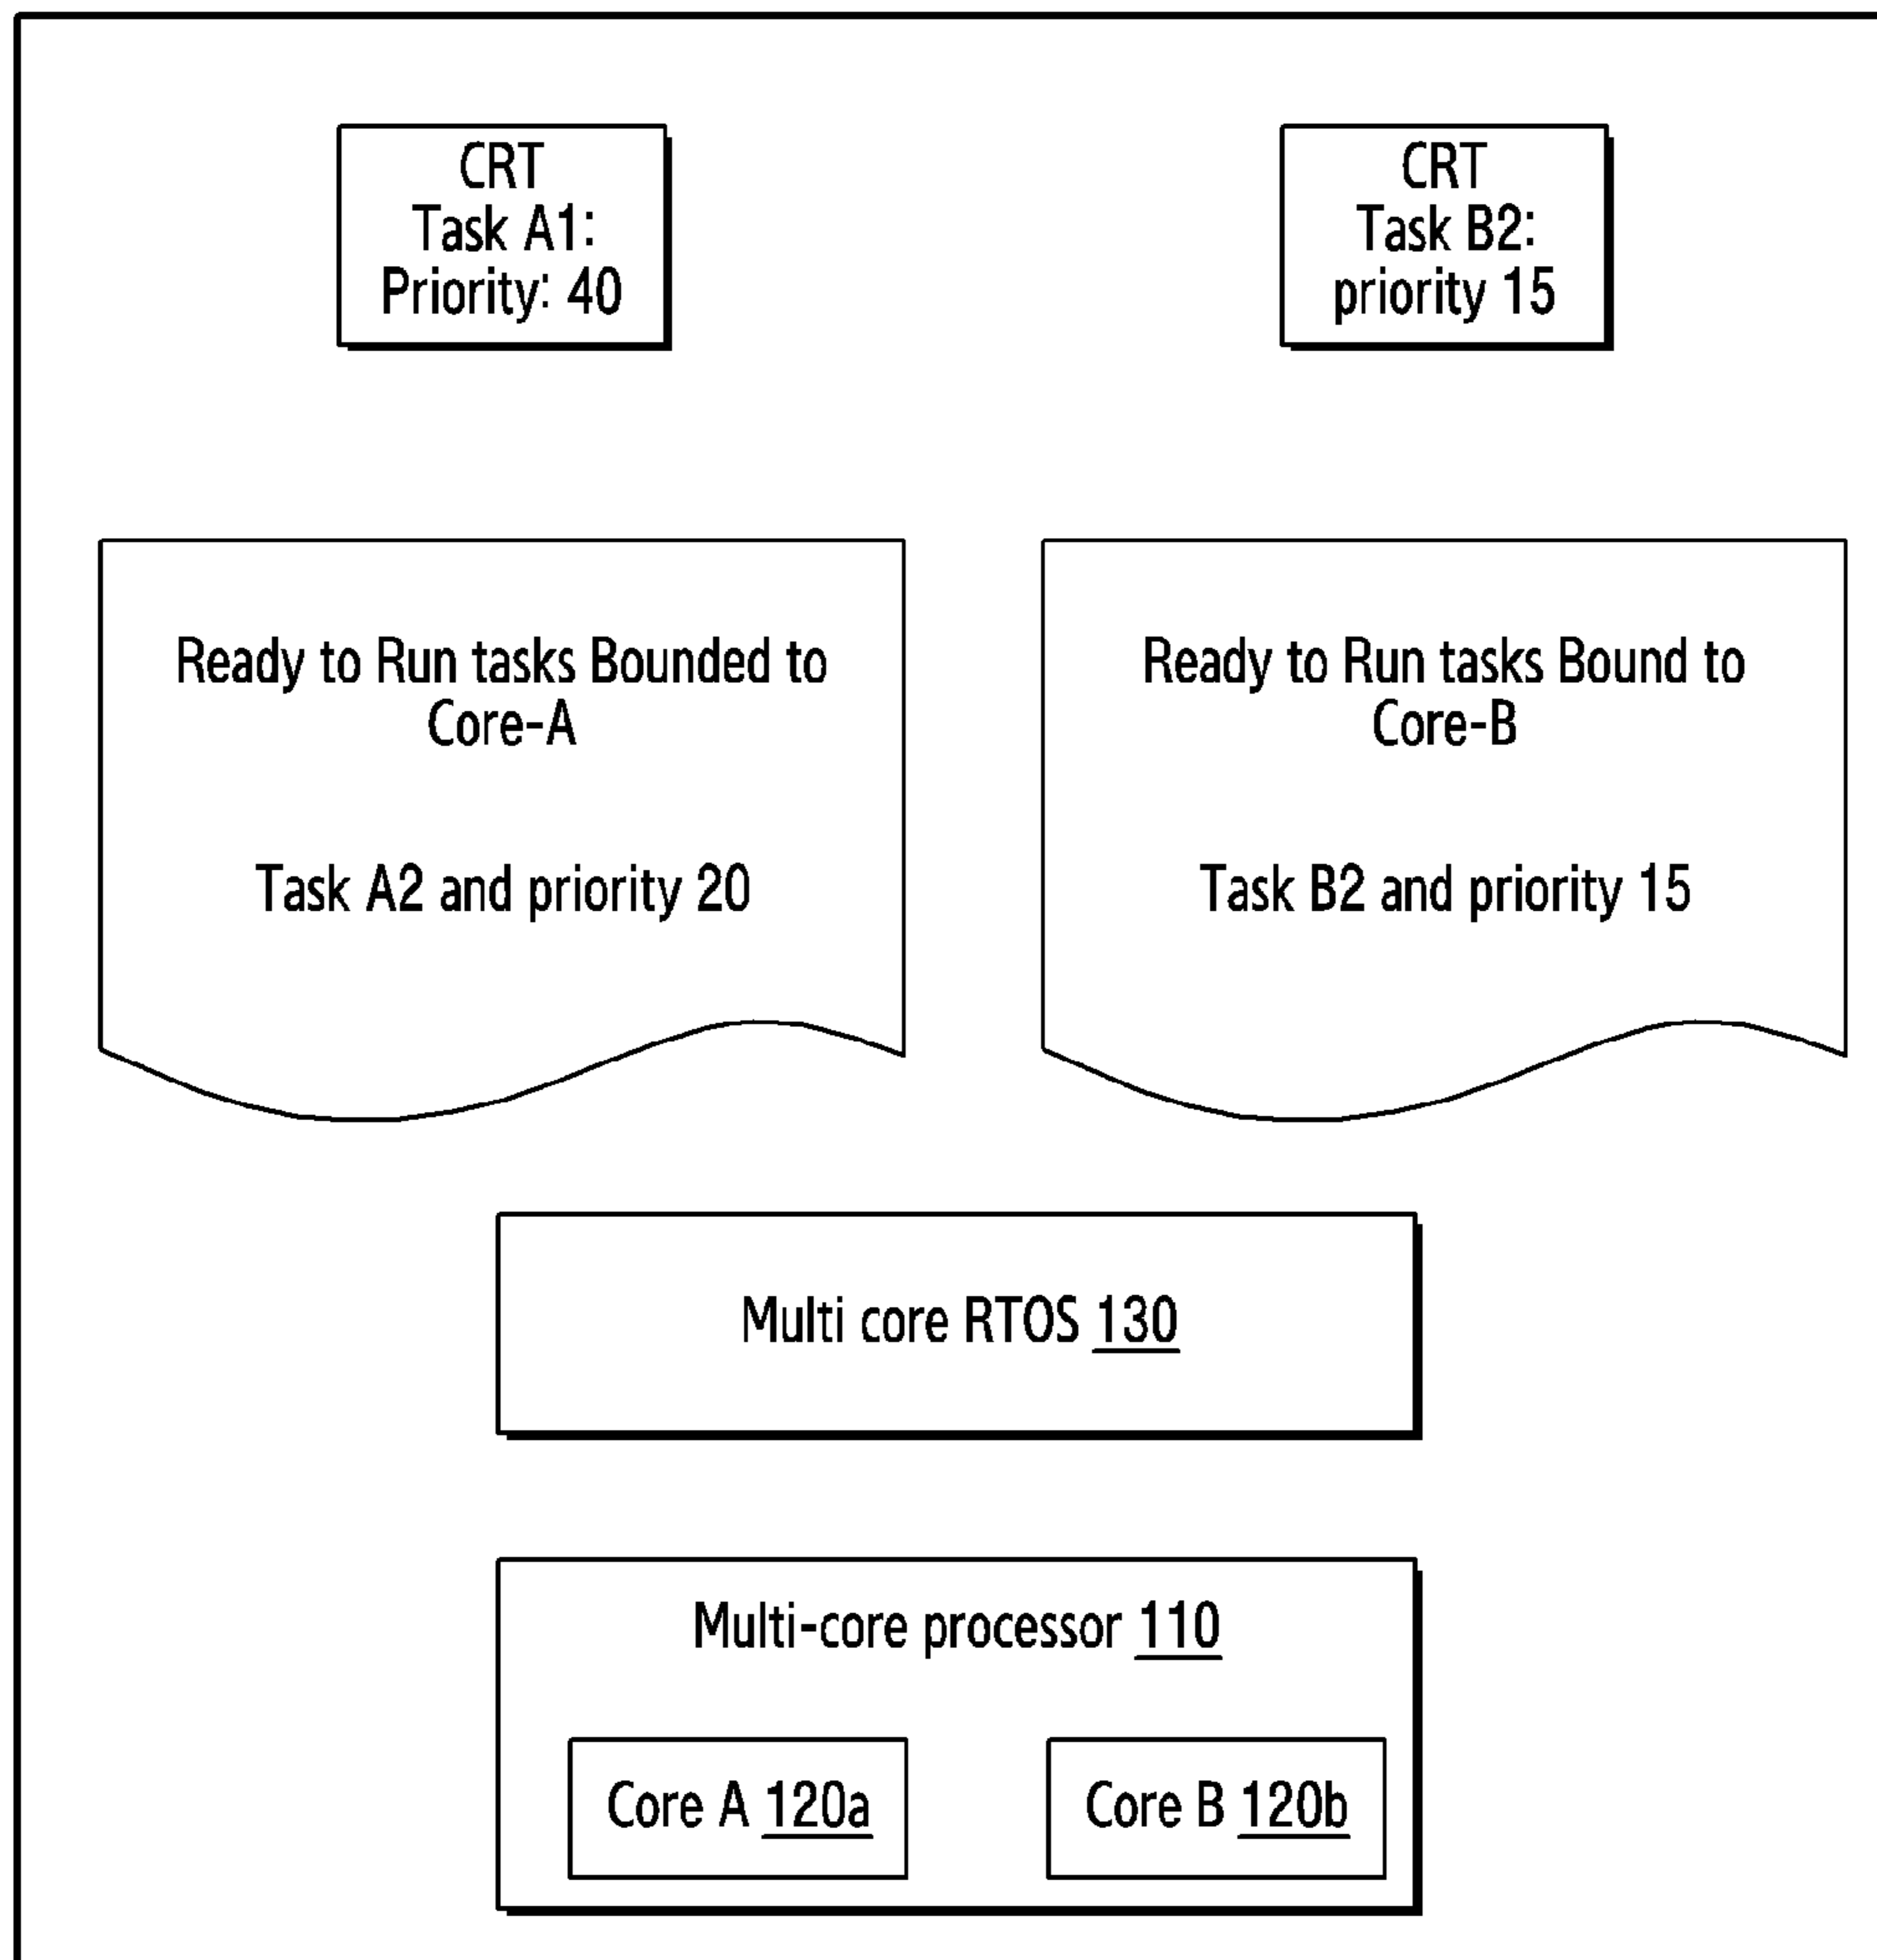 CRT
Task A1:
Priority: 40
CRT
Task B2:
priority 15
Ready to Run tasks Bounded to
Core-A
Task A2 and priority 20
Ready to Run tasks Bound to
Core-B
Task B2 and priority 15
Multi core RTOS 130
Multi-core processor 110
Core A 120a
Core B 120b